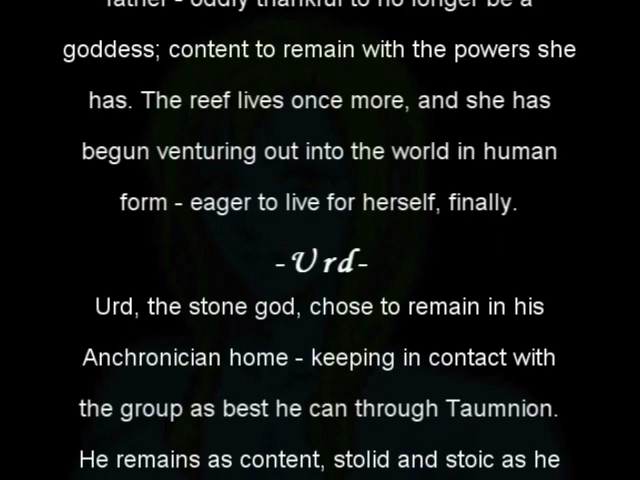 father - oddly thankful to no longer be a
goddess; content to remain with the powers she
has. The reef lives once more, and she has
begun venturing out into the world in human
form - eager to live for herself, finally.
-Urd-
Urd, the stone god, chose to remain in his
Anchronician home - keeping in contact with
the group as best he can through Taumnion.
He remains as content, stolid and stoic as he